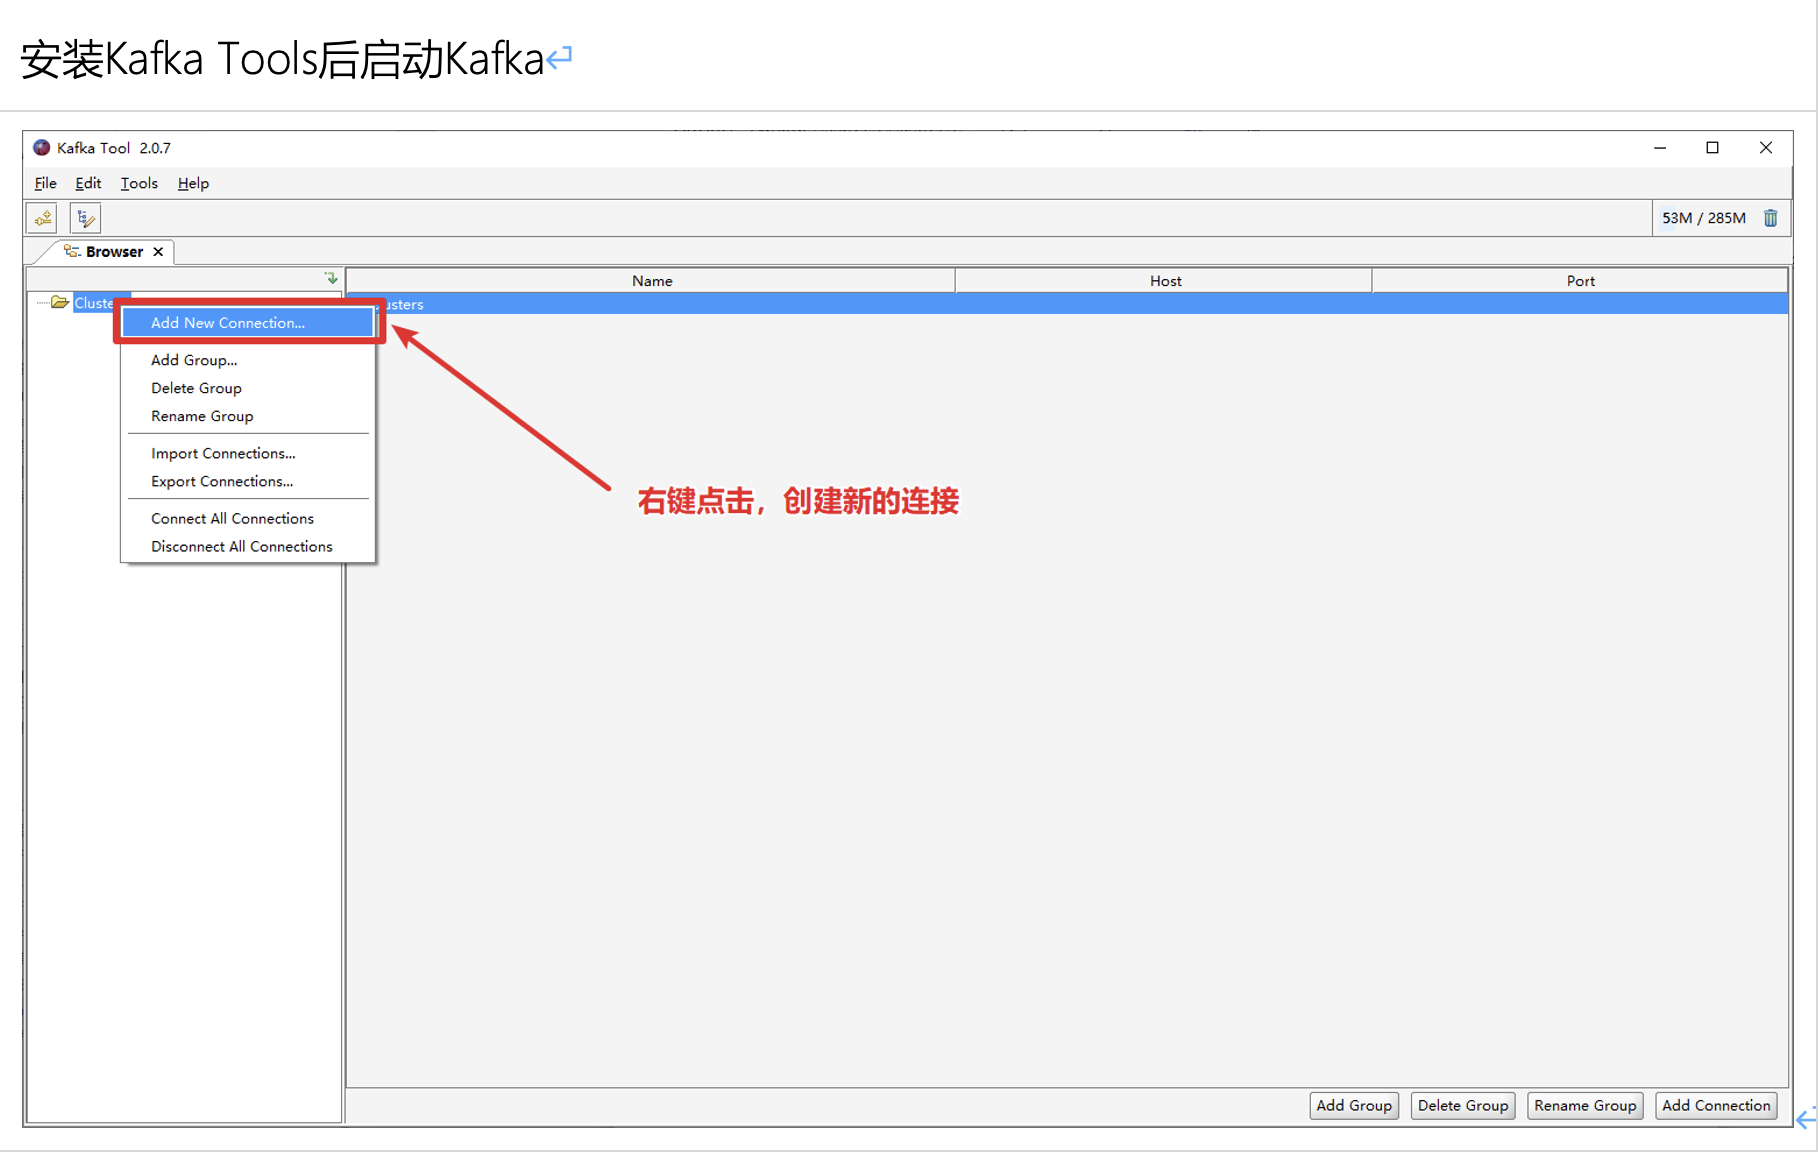 安装Kafka Tools后启动Kafka
Kafka Tool 2.0.7
File Edit Tools Help
53M / 285M
Browser
Name Host Port
Clusters
Add New Connection...
Add Group...
Delete Group
Rename Group
Import Connections...
Export Connections...
Connect All Connections
Disconnect All Connections
右键点击，创建新的连接
Add Group Delete Group Rename Group Add Connection